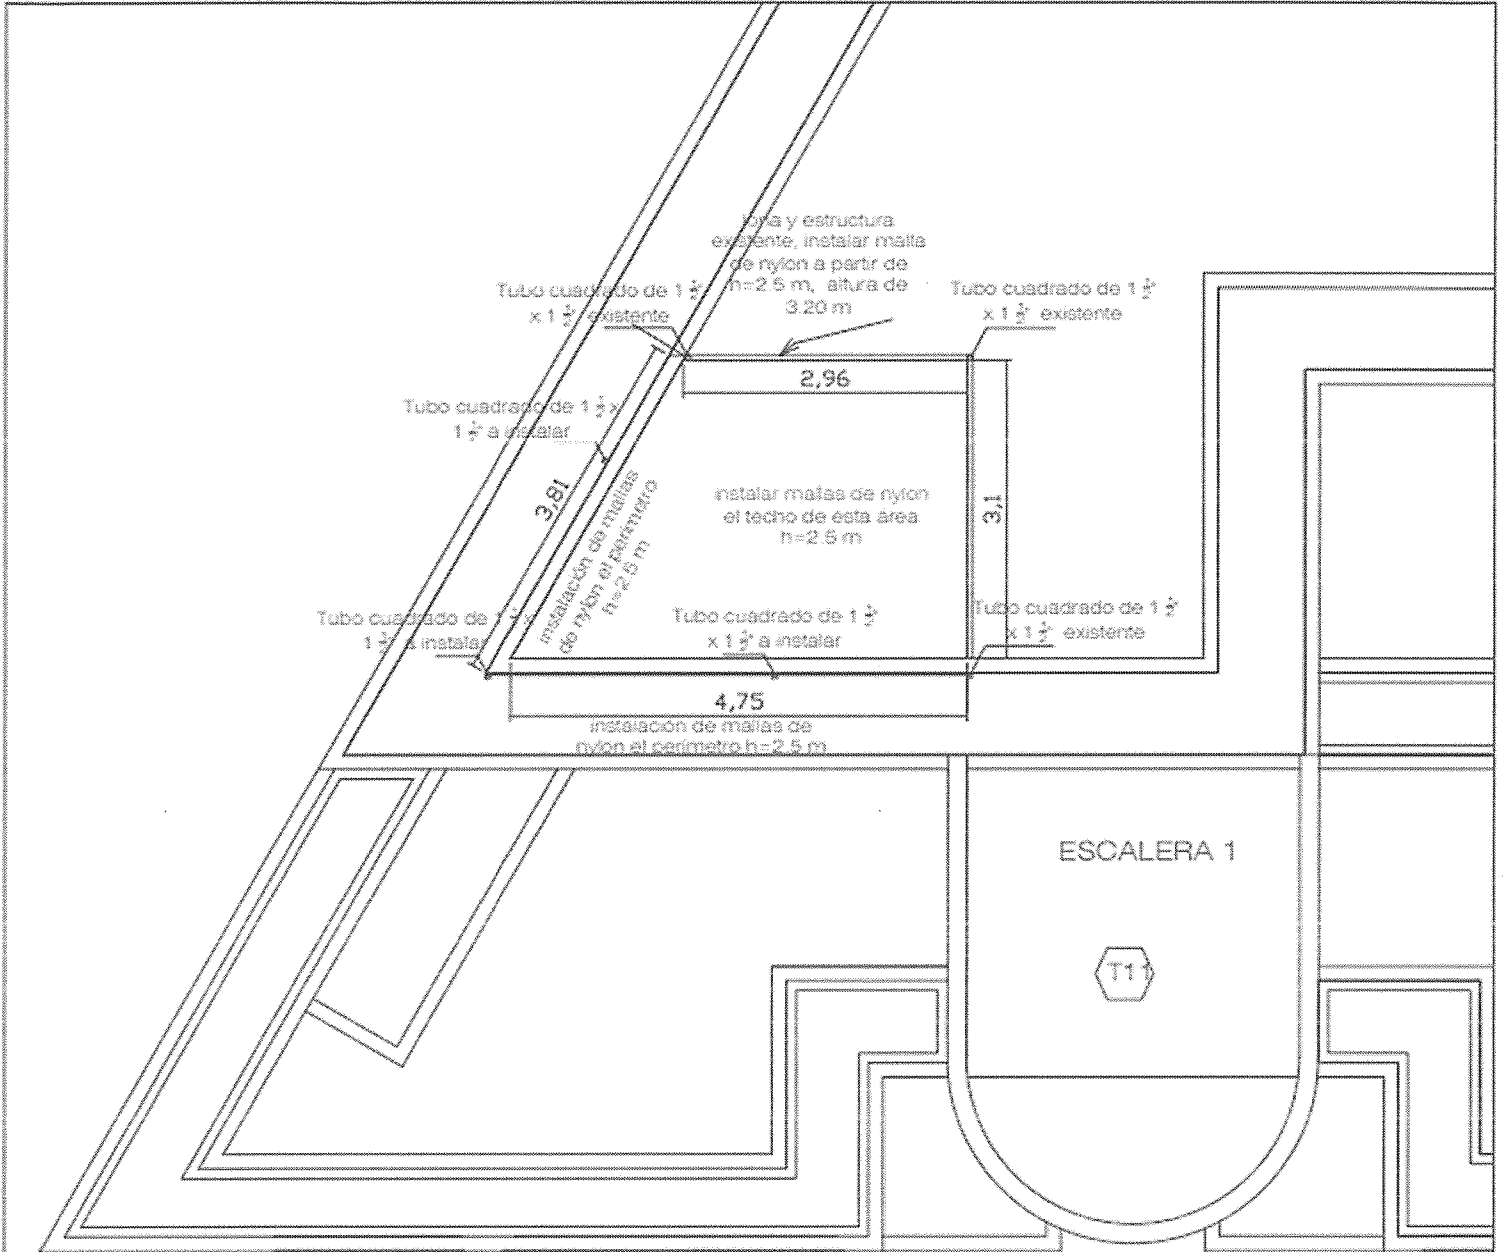 lona y estructura
existente, instalar malla
de nylon a partir de
h=2.5 m, altura de
3.20 m
Tubo cuadrado de 1 ½"
x 1 ½" existente
Tubo cuadrado de 1 ½"
x 1 ½" existente
2,96
Tubo cuadrado de 1 ½ x
1 ½" a instalar
3,81
instalación de mallas
de nylon el perimetro
h=2.5 m
instalar mallas de nylon
el techo de esta area
h=2.5 m
3,1
Tubo cuadrado de 1 ½" x
1 ½" a instalar
Tubo cuadrado de 1 ½"
x 1 ½" a instalar
Tubo cuadrado de 1 ½"
x 1 ½" existente
4,75
instalación de mallas de
nylon el perimetro h=2.5 m
ESCALERA 1
T11